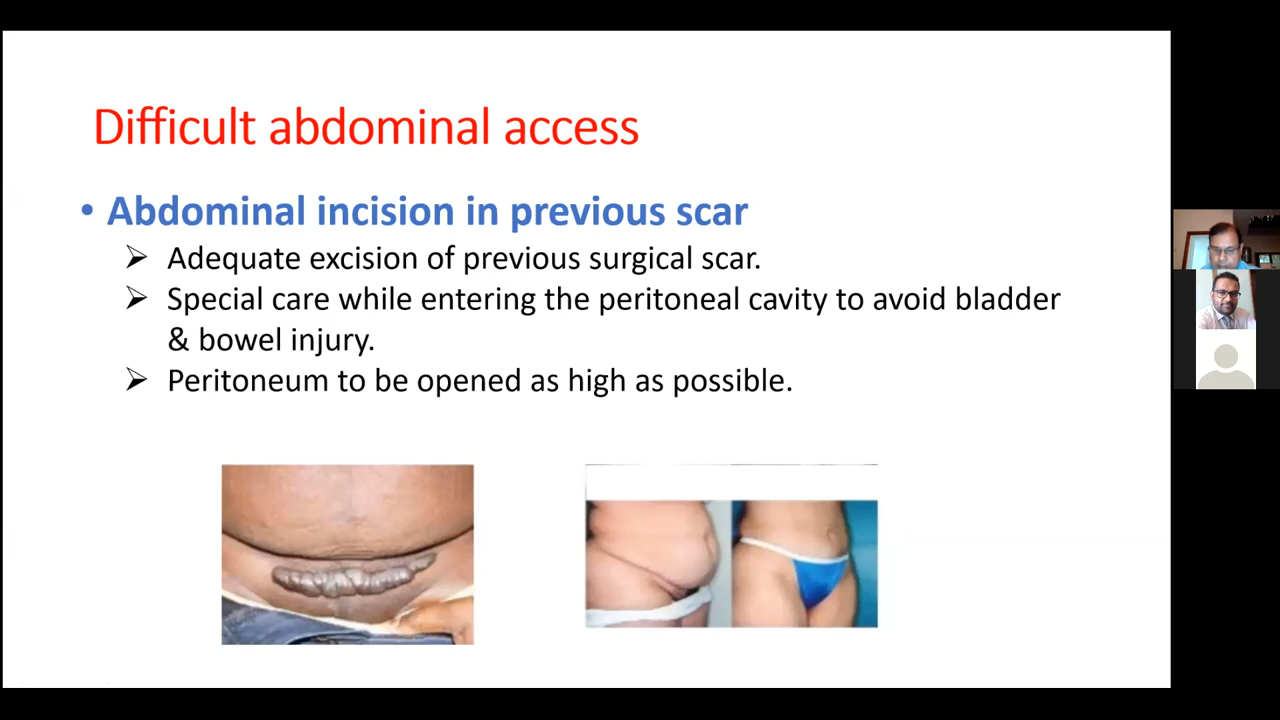 Difficult abdominal access
• Abdominal incision in previous scar
➢ Adequate excision of previous surgical scar.
➢ Special care while entering the peritoneal cavity to avoid bladder
& bowel injury.
➢ Peritoneum to be opened as high as possible.